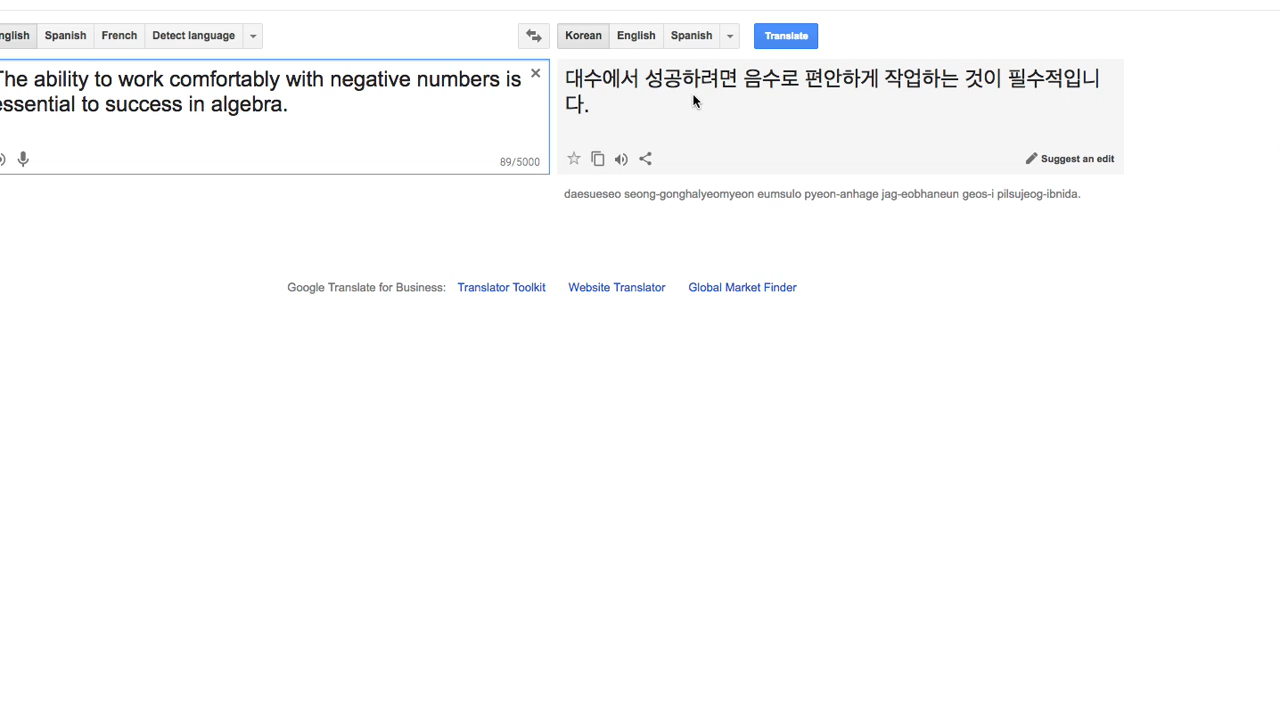 nglish Spanish French Detect language Korean English Spanish Translate
The ability to work comfortably with negative numbers is
essential to success in algebra.
89/5000
대수에서 성공하려면 음수로 편안하게 작업하는 것이 필수적입니
다.
Suggest an edit
daesueseo seong-gonghalyeomyeon eumsulo pyeon-anhage jag-eobhaneun geos-i pilsujeog-ibnida.
Google Translate for Business: Translator Toolkit Website Translator Global Market Finder